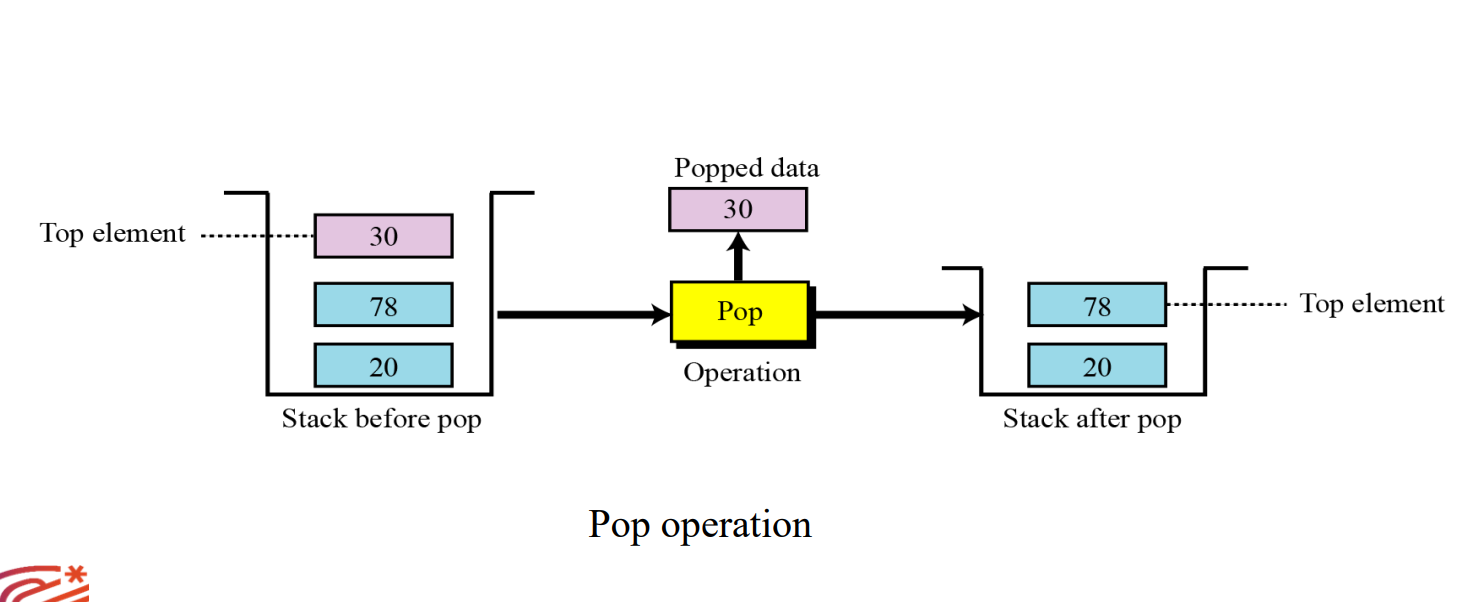 Popped data
30
Top element
30
78
20
Stack before pop
Pop
Operation
78
Top element
20
Stack after pop
Pop operation